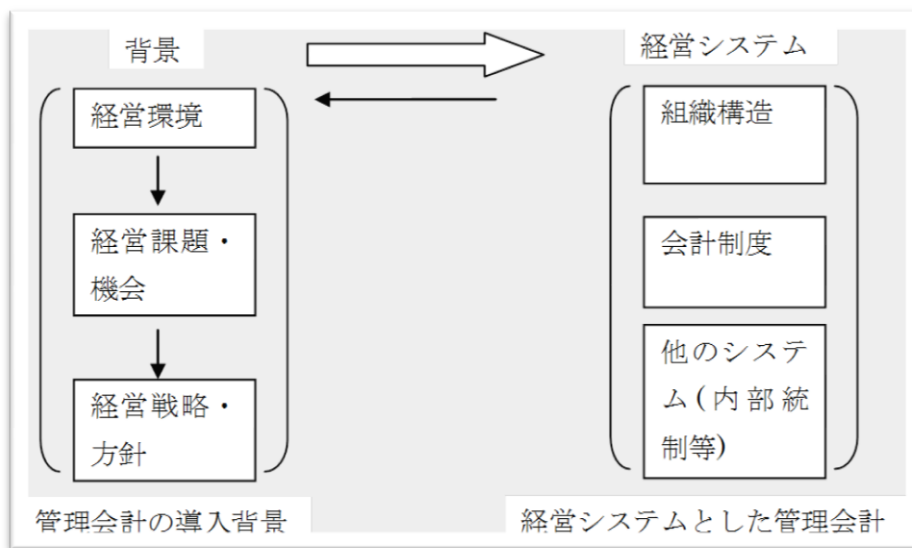 背景
経営システム
経営環境
経営課題・
機会
経営戦略・
方針
組織構造
会計制度
他のシステ
ム(内部統
制等)
管理会計の導入背景
経営システムとした管理会計